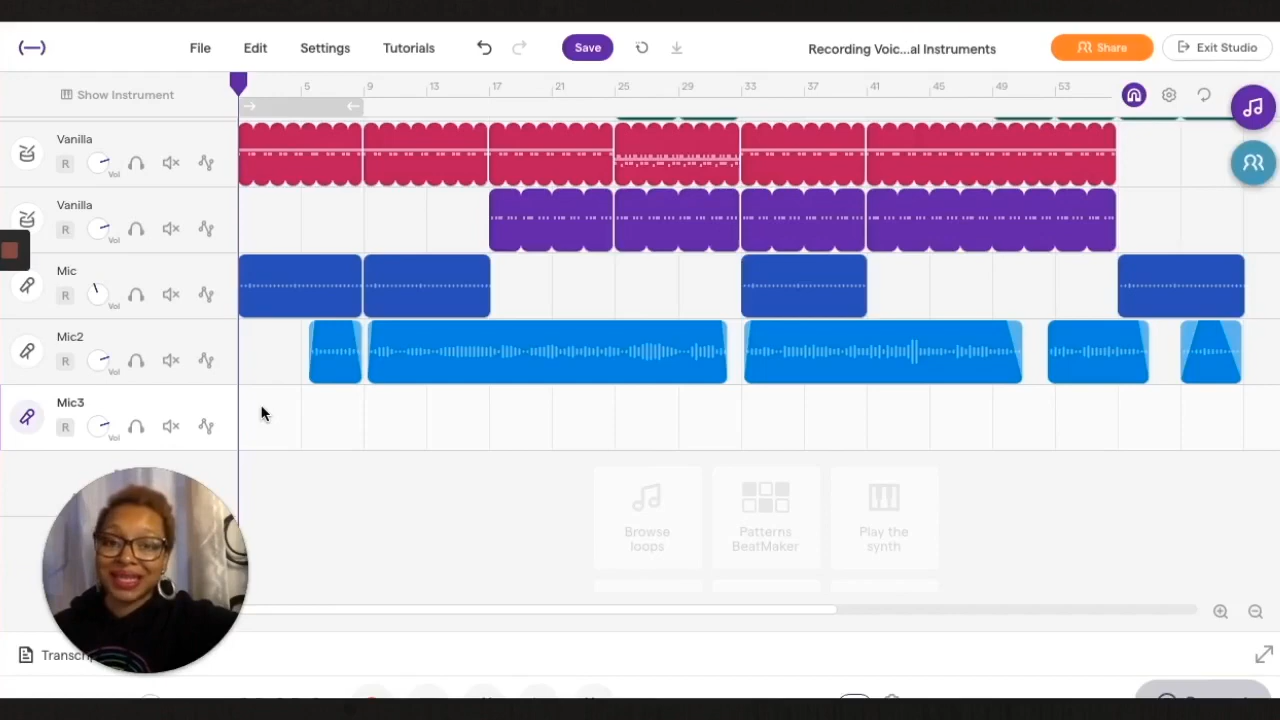 File Edit Settings Tutorials Save Recording Voic...al Instruments Share Exit Studio
Show Instrument 5 9 13 17 21 25 29 33 37 41 45 49 53
Vanilla
R Vol
Vanilla
R Vol
Mic
R Vol
Mic2
R Vol
Mic3
R Vol
Browse loops
Patterns BeatMaker
Play the synth